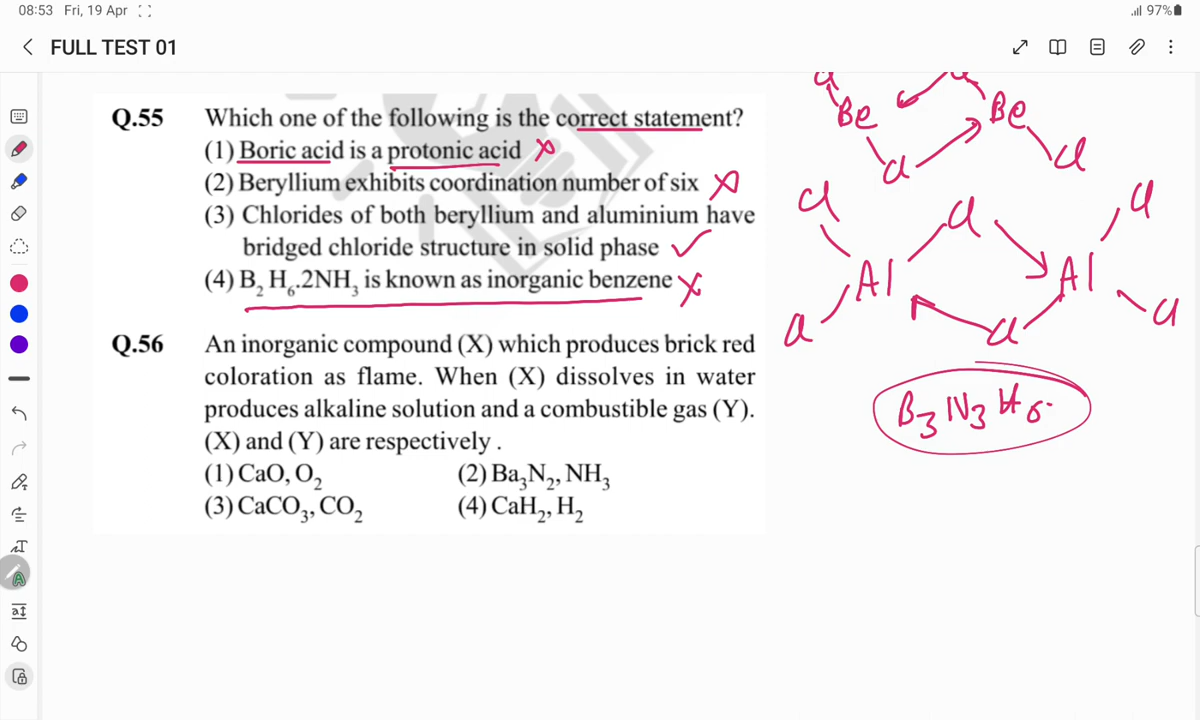 08:53 Fri, 19 Apr
97%
FULL TEST 01
Q.55 Which one of the following is the correct statement?
(1) Boric acid is a protonic acid
(2) Beryllium exhibits coordination number of six
(3) Chlorides of both beryllium and aluminium have
bridged chloride structure in solid phase
(4) B₂H₆.2NH₃ is known as inorganic benzene
Q.56 An inorganic compound (X) which produces brick red
coloration as flame. When (X) dissolves in water
produces alkaline solution and a combustible gas (Y).
(X) and (Y) are respectively .
(1) CaO, O₂ (2) Ba₃N₂, NH₃
(3) CaCO₃, CO₂ (4) CaH₂, H₂
Cl
Be Be
Cl Cl
Cl Cl Cl
Al Al
Cl Cl Cl
B₃N₃H₆